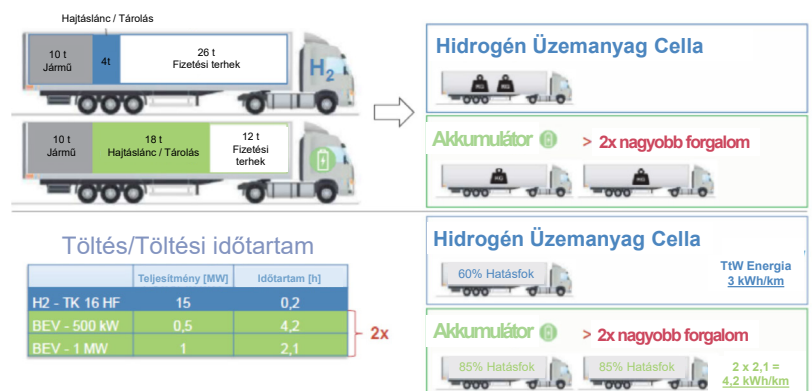 Hajtáslánc / Tárolás
10 t
Jármű
4t
26 t
Fizetési terhek
H2
10 t
Jármű
18 t
Hajtáslánc / Tárolás
12 t
Fizetési
terhek
Hidrogén Üzemanyag Cella
KG KG
Akkumulátor > 2x nagyobb forgalom
KG KG
Töltés/Töltési időtartam
Teljesítmény [MW] Időtartam [h]
H2 - TK 16 HF 15 0,2
BEV - 500 kW 0,5 4,2
BEV - 1 MW 1 2,1
2x
Hidrogén Üzemanyag Cella
60% Hatásfok
TtW Energia
3 kWh/km
Akkumulátor > 2x nagyobb forgalom
85% Hatásfok 85% Hatásfok
2 x 2,1 =
4,2 kWh/km